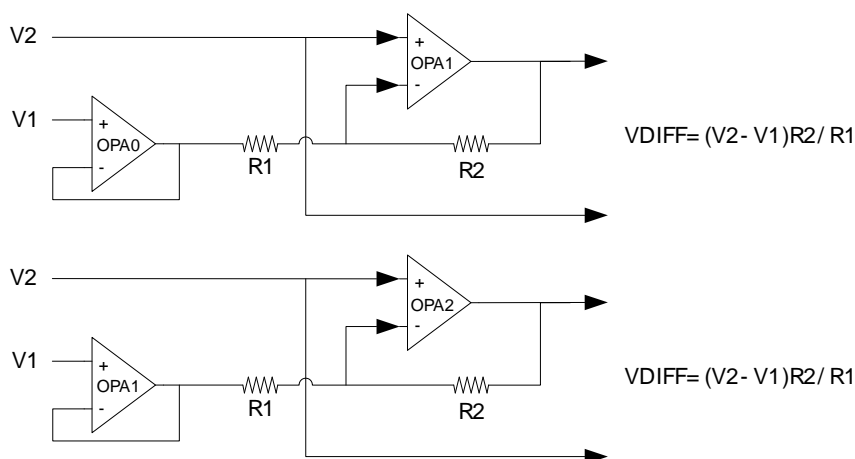 V2
+
OPA1
-
V1
+
OPA0
-
R1
R2
VDIFF= (V2 - V1)R2/ R1
V2
+
OPA2
-
V1
+
OPA1
-
R1
R2
VDIFF= (V2 - V1)R2/ R1